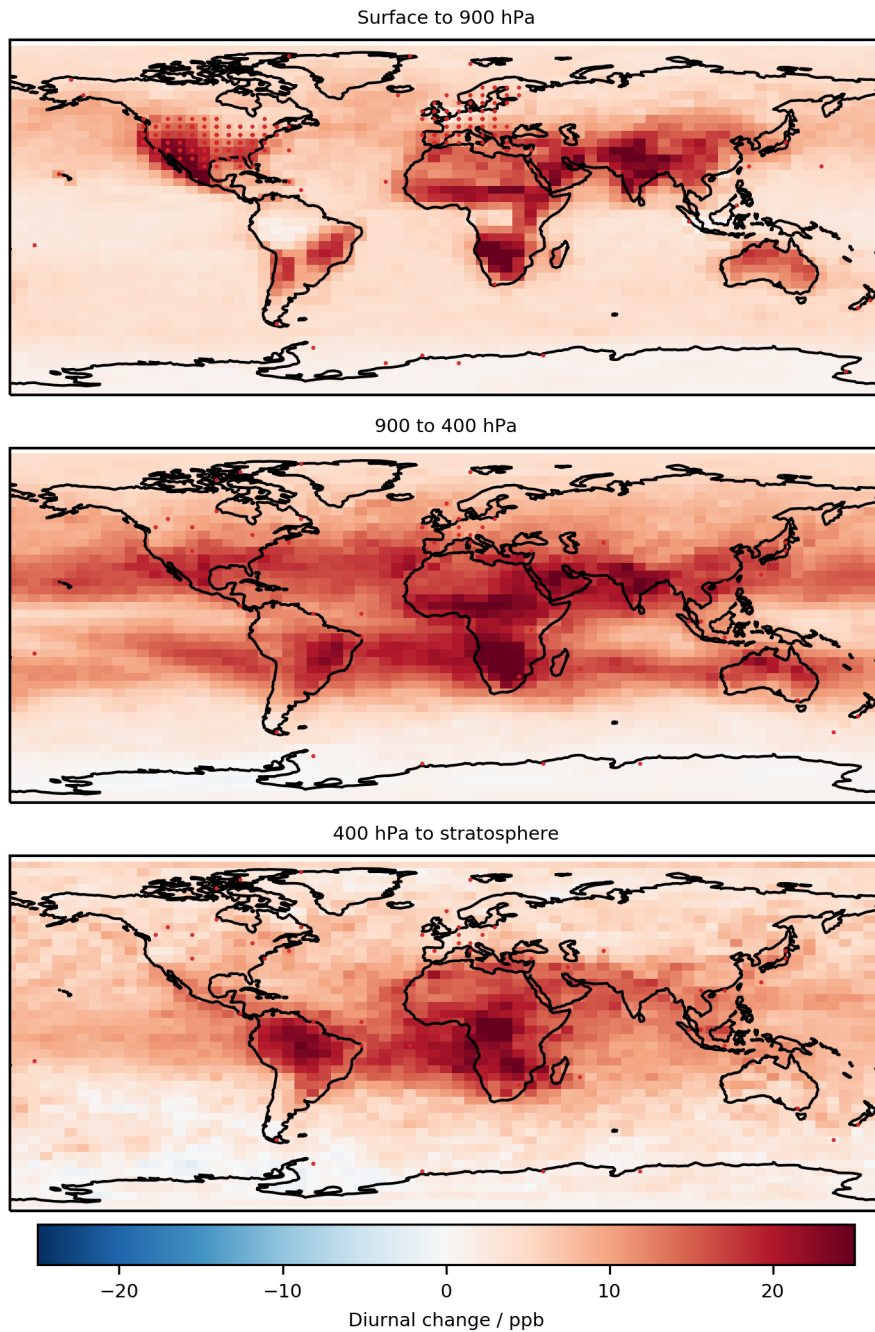 Surface to 900 hPa
900 to 400 hPa
400 hPa to stratosphere
−20 −10 0 10 20
Diurnal change / ppb